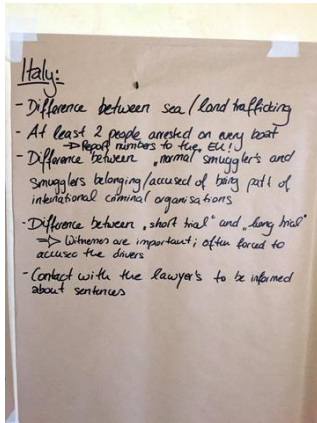 Italy:
- Difference between sea / land trafficking
- At least 2 people arrested on every boat
→ Report numbers to the EU!
- Difference between „normal smugglers and
smugglers belonging/accused of being part of
international criminal organisations
- Difference between „short trial" and „long trial"
⇒ Witnesses are important; often forced to
accuse the drivers
- Contact with the lawyer's to be informed
about sentences